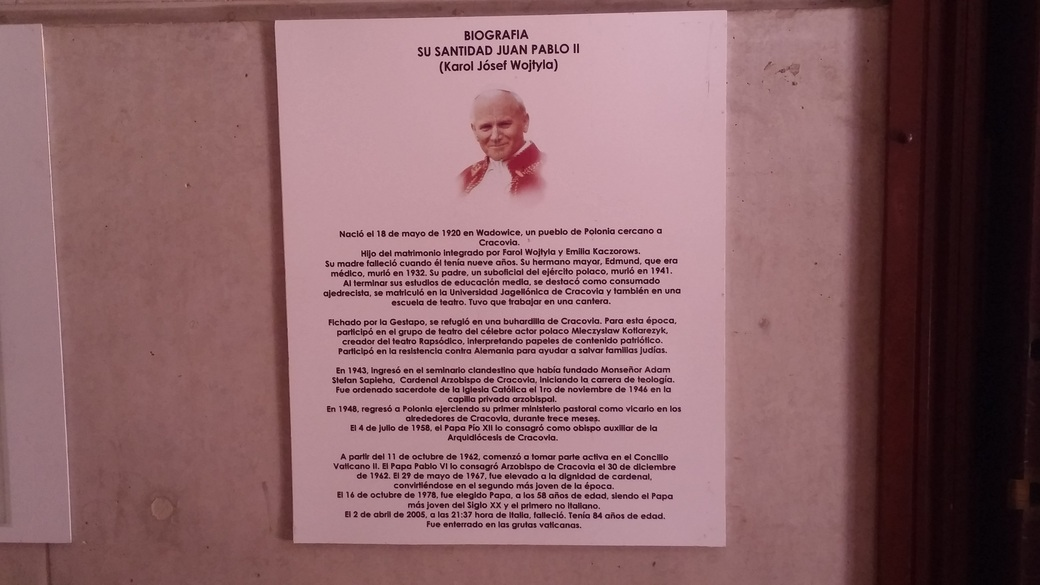 BIOGRAFIA
SU SANTIDAD JUAN PABLO II
(Karol Jósef Wojtyla)
Nació el 18 de mayo de 1920 en Wadowice, un pueblo de Polonia cercano a
Cracovia.
Hijo del matrimonio integrado por Farol Wojtyla y Emilia Kaczorows.
Su madre falleció cuando él tenía nueve años. Su hermano mayor, Edmund, que era
médico, murió en 1932. Su padre, un suboficial del ejército polaco, murió en 1941.
Al terminar sus estudios de educación media, se destacó como consumado
ajedrecista, se matriculó en la Universidad Jagellónica de Cracovia y también en una
escuela de teatro. Tuvo que trabajar en una cantera.
Fichado por la Gestapo, se refugió en una buhardilla de Cracovia. Para esta época,
participó en el grupo de teatro del célebre actor polaco Mieczyslaw Kotlarezyk,
creador del teatro Rapsódico, interpretando papeles de contenido patriótico.
Participó en la resistencia contra Alemania para ayudar a salvar familias judías.
En 1943, ingresó en el seminario clandestino que había fundado Monseñor Adam
Stefan Sapieha, Cardenal Arzobispo de Cracovia, iniciando la carrera de teología.
Fue ordenado sacerdote de la Iglesia Católica el 1ro de noviembre de 1946 en la
capilla privada arzobispal.
En 1948, regresó a Polonia ejerciendo su primer ministerio pastoral como vicario en los
alrededores de Cracovia, durante trece meses.
El 4 de julio de 1958, el Papa Pío XII lo consagró como obispo auxiliar de la
Arquidiócesis de Cracovia.
A partir del 11 de octubre de 1962, comenzó a tomar parte activa en el Concilio
Vaticano II. El Papa Pablo VI lo consagró Arzobispo de Cracovia el 30 de diciembre
de 1962. El 29 de mayo de 1967, fue elevado a la dignidad de cardenal,
convirtiéndose en el segundo más joven de la época.
El 16 de octubre de 1978, fue elegido Papa, a los 58 años de edad, siendo el Papa
más joven del Siglo XX y el primero no italiano.
El 2 de abril de 2005, a las 21:37 hora de Italia, falleció. Tenía 84 años de edad.
Fue enterrado en las grutas vaticanas.